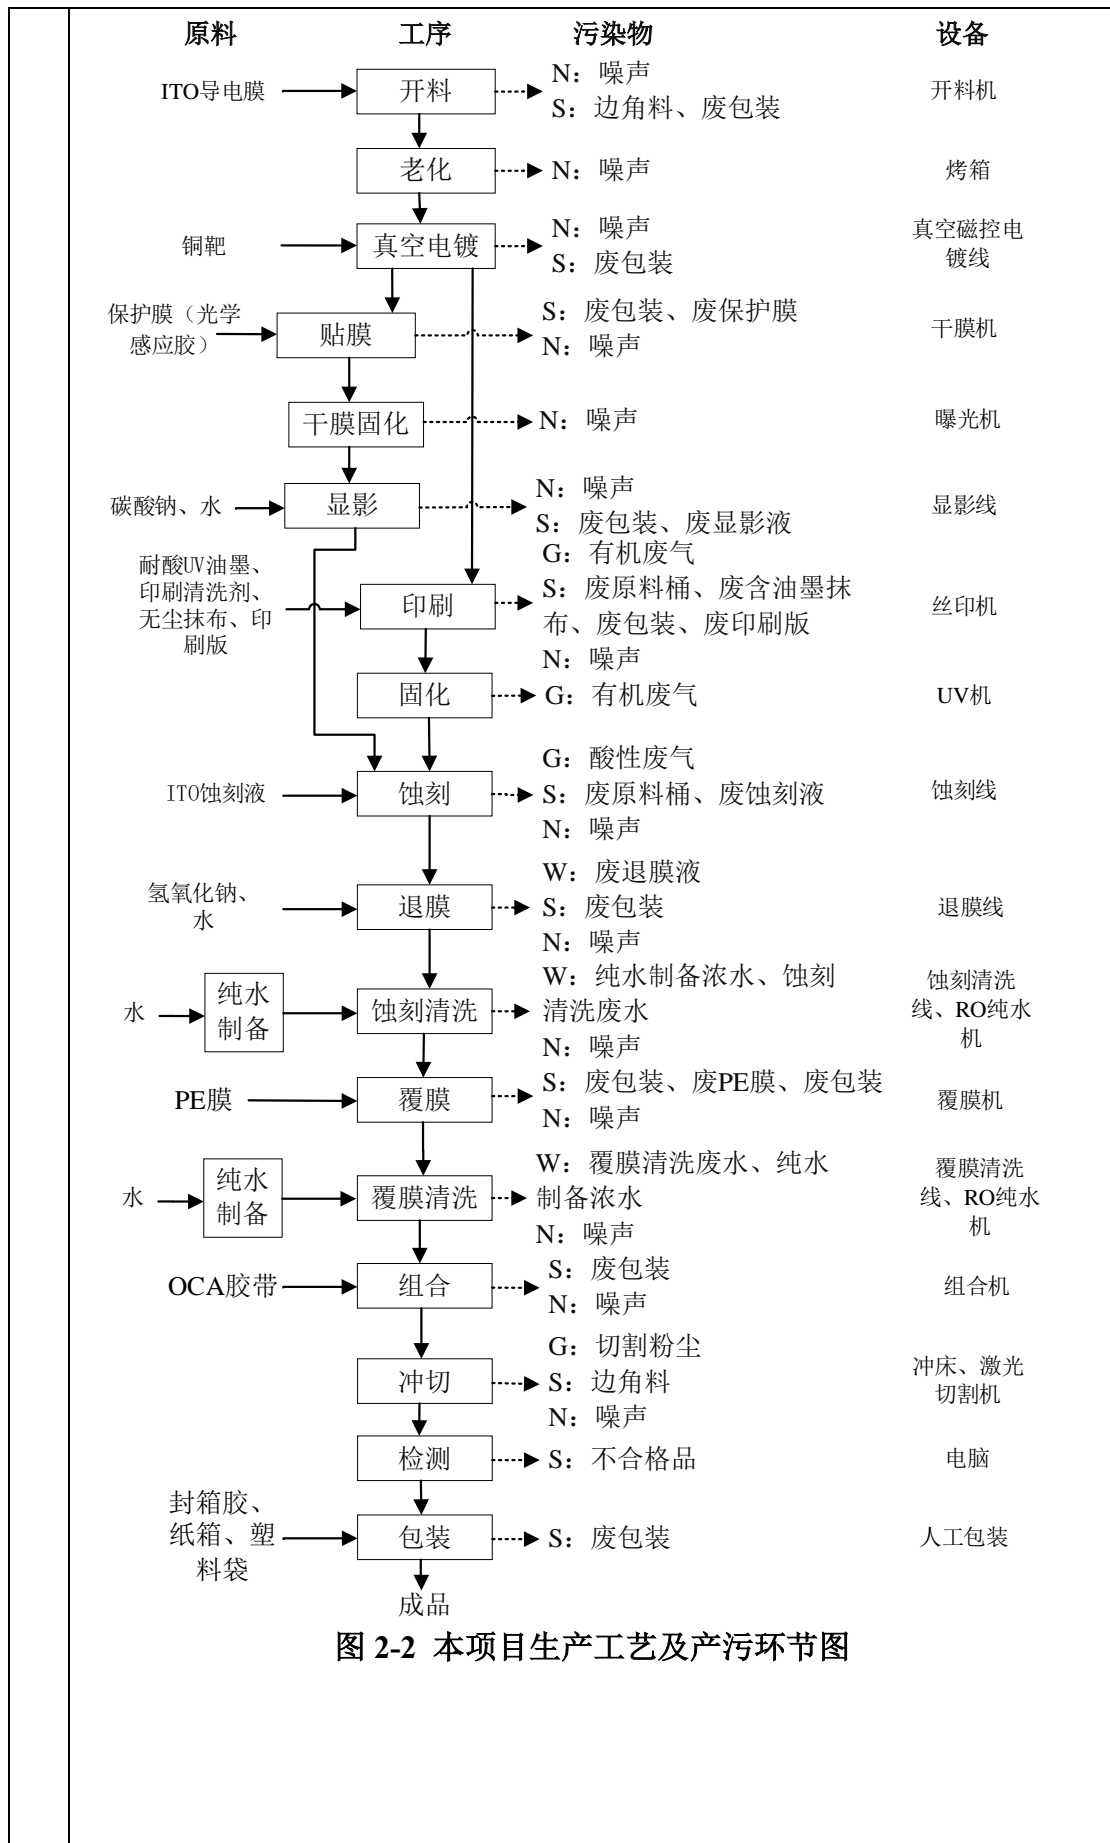 原料 工序 污染物 设备
ITO导电膜 开料 N：噪声
S：边角料、废包装 开料机
老化 N：噪声 烤箱
铜靶 真空电镀 N：噪声
S：废包装 真空磁控电
镀线
保护膜（光学
感应胶） 贴膜 S：废包装、废保护膜
N：噪声 干膜机
干膜固化 N：噪声 曝光机
碳酸钠、水 显影 N：噪声
S：废包装、废显影液 显影线
耐酸UV油墨、
印刷清洗剂、
无尘抹布、印
刷版 印刷 G：有机废气
S：废原料桶、废含油墨抹
布、废包装、废印刷版
N：噪声 丝印机
固化 G：有机废气 UV机
ITO蚀刻液 蚀刻 G：酸性废气
S：废原料桶、废蚀刻液
N：噪声 蚀刻线
氢氧化钠、
水 退膜 W：废退膜液
S：废包装
N：噪声 退膜线
水 纯水
制备 蚀刻清洗 W：纯水制备浓水、蚀刻
清洗废水
N：噪声 蚀刻清洗
线、RO纯水
机
PE膜 覆膜 S：废包装、废PE膜、废包装
N：噪声 覆膜机
水 纯水
制备 覆膜清洗 W：覆膜清洗废水、纯水
制备浓水
N：噪声 覆膜清洗
线、RO纯水
机
OCA胶带 组合 S：废包装
N：噪声 组合机
冲切 G：切割粉尘
S：边角料
N：噪声 冲床、激光
切割机
检测 S：不合格品 电脑
封箱胶、
纸箱、塑
料袋 包装 S：废包装 人工包装
成品
图 2-2 本项目生产工艺及产污环节图